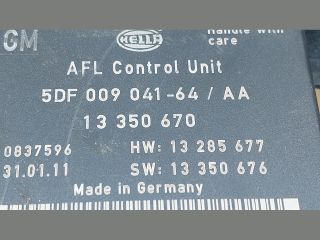 GM HELLA Handle with
care
AFL Control Unit
5DF 009 041-64 / AA
13 350 670
0837596 HW: 13 285 677
31.01.11 SW: 13 350 676
Made in Germany